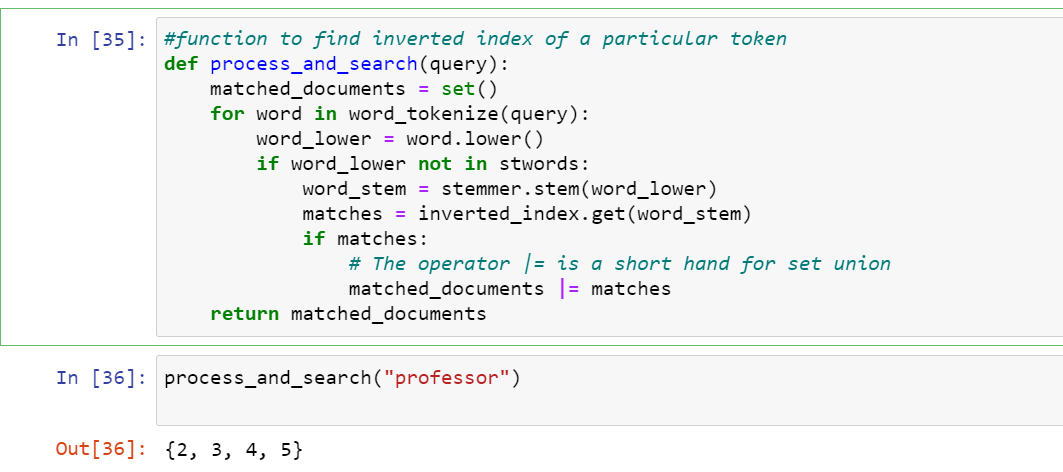 In [35]: #function to find inverted index of a particular token
def process_and_search(query):
    matched_documents = set()
    for word in word_tokenize(query):
        word_lower = word.lower()
        if word_lower not in stwords:
            word_stem = stemmer.stem(word_lower)
            matches = inverted_index.get(word_stem)
            if matches:
                # The operator |= is a short hand for set union
                matched_documents |= matches
    return matched_documents
In [36]: process_and_search("professor")
Out[36]: {2, 3, 4, 5}